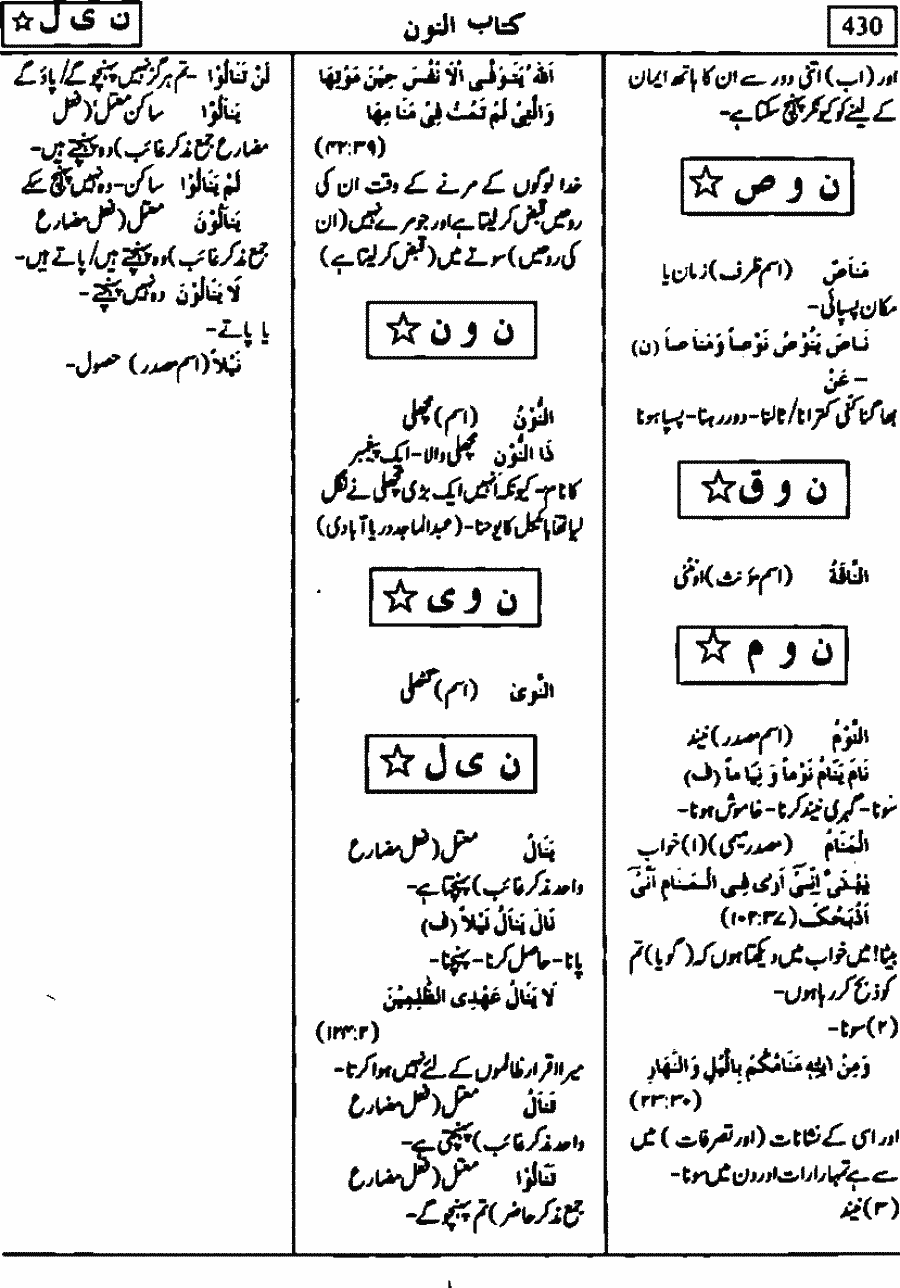 430
کتاب النون
ن ی ل ☆
اور (اب) اتنی دور سے ان کا ہاتھ ایمان
کے لینے کو کیونکر پہنچ سکتا ہے۔
ن و ص ☆
مَنَاصٌ (اسم ظرف) زمان یا
مکان پسپائی۔
نَاصَ یَنُوْصُ نَوْصاً وَمَنَاصاً (ن)
۔ عَنْ
بھاگنا کنی کترانا/ٹالنا۔ دور رہنا۔ پسپا ہونا
ن و ق ☆
النَّاقَۃُ (اسم مؤنث) اونٹنی
ن و م ☆
النَّوْمُ (اسم مصدر) نیند
نَامَ یَنَامُ نَوْماً وَ نِیَاماً (ف)
سونا۔ گہری نیند کرنا۔ خاموش ہونا۔
الْمَنَامُ (مصدر میمی) (۱) خواب
یٰبُنَیَّ اِنِّیْٓ اَرٰی فِی الْمَنَامِ اَنِّیْٓ
اَذْبَحُکَ (۱۰۲:۳۷)
بیٹا! میں خواب میں دیکھتا ہوں کہ (گویا) تم
کو ذبح کر رہا ہوں۔
(۲) سونا۔
وَمِنْ اٰیٰتِہٖ مَنَامُکُمْ بِالَّیْلِ وَالنَّھَارِ
(۲۳:۳۰)
اور اسی کے نشانات (اور تصرفات) میں
سے ہے تمہارا رات اور دن میں سونا۔
(۳) نیند
اَللّٰہُ یَتَوَفَّی الْاَنْفُسَ حِیْنَ مَوْتِھَا
وَالَّتِیْ لَمْ تَمُتْ فِیْ مَنَامِھَا
(۴۲:۳۹)
خدا لوگوں کے مرنے کے وقت ان کی
روحیں قبض کر لیتا ہے اور جو مرے نہیں (ان
کی روحیں) سوتے میں (قبض کر لیتا ہے)
ن و ن ☆
النُّوْنُ (اسم) مچھلی
ذَا النُّوْنِ مچھلی والا۔ ایک پیغمبر
کا نام۔ کیونکہ انہیں ایک بڑی مچھلی نے نگل
لیا تھا بائبل کا یوحنا۔ (عبدالماجد دریا آبادی)
ن و ی ☆
النَّوٰی (اسم) گٹھلی
ن ی ل ☆
یَنَالُ معتل (فعل مضارع
واحد مذکر غائب) پہنچتا ہے۔
نَالَ یَنَالُ نَیْلاً (ف)
پانا۔ حاصل کرنا۔ پہنچنا۔
لَا یَنَالُ عَھْدِی الظّٰلِمِیْنَ
(۱۲۴:۲)
میرا اقرار ظالموں کے لئے نہیں ہوا کرتا۔
تَنَالُ معتل (فعل مضارع
واحد مذکر غائب) پہنچتی ہے۔
تَنَالُوْا معتل (فعل مضارع
جمع مذکر حاضر) تم پہنچو گے۔
لَنْ تَنَالُوْا ۔تم ہرگز نہیں پہنچو گے/پاؤ گے
یَنَالُوْا ساکن معتل (فعل
مضارع جمع مذکر غائب) وہ پہنچے ہیں۔
لَمْ یَنَالُوْا ساکن۔ وہ نہیں پہنچ سکے
یَنَالُوْنَ معتل (فعل مضارع
جمع مذکر غائب) وہ پہنچتے ہیں/پاتے ہیں۔
لَا یَنَالُوْنَ وہ نہیں پہنچتے۔
یا پاتے۔
نَیْلاً (اسم مصدر) حصول۔